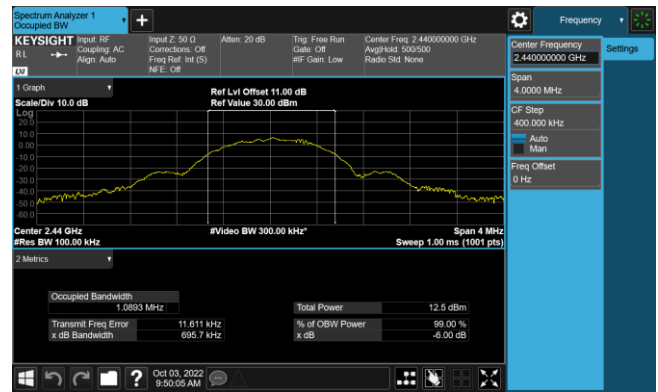 Spectrum Analyzer 1
Occupied BW
Frequency
KEYSIGHT
Input: RF
Coupling: AC
Align: Auto
RL
LXI
Input Z: 50 Ω
Corrections: Off
Freq Ref: Int (S)
NFE: Off
Atten: 20 dB
Trig: Free Run
Gate: Off
#IF Gain: Low
Center Freq: 2.440000000 GHz
Avg|Hold: 500/500
Radio Std: None
Center Frequency
2.440000000 GHz
Settings
Span
4.0000 MHz
CF Step
400.000 kHz
Auto
Man
Freq Offset
0 Hz
1 Graph
Scale/Div 10.0 dB
Ref Lvl Offset 11.00 dB
Ref Value 30.00 dBm
Log
20.0
10.0
0.00
-10.0
-20.0
-30.0
-40.0
-50.0
-60.0
Center 2.44 GHz
#Res BW 100.00 kHz
#Video BW 300.00 kHz*
Span 4 MHz
Sweep 1.00 ms (1001 pts)
2 Metrics
Occupied Bandwidth
1.0893 MHz
Total Power 12.5 dBm
Transmit Freq Error 11.611 kHz
% of OBW Power 99.00 %
x dB Bandwidth 695.7 kHz
x dB -6.00 dB
?
Oct 03, 2022
9:50:05 AM